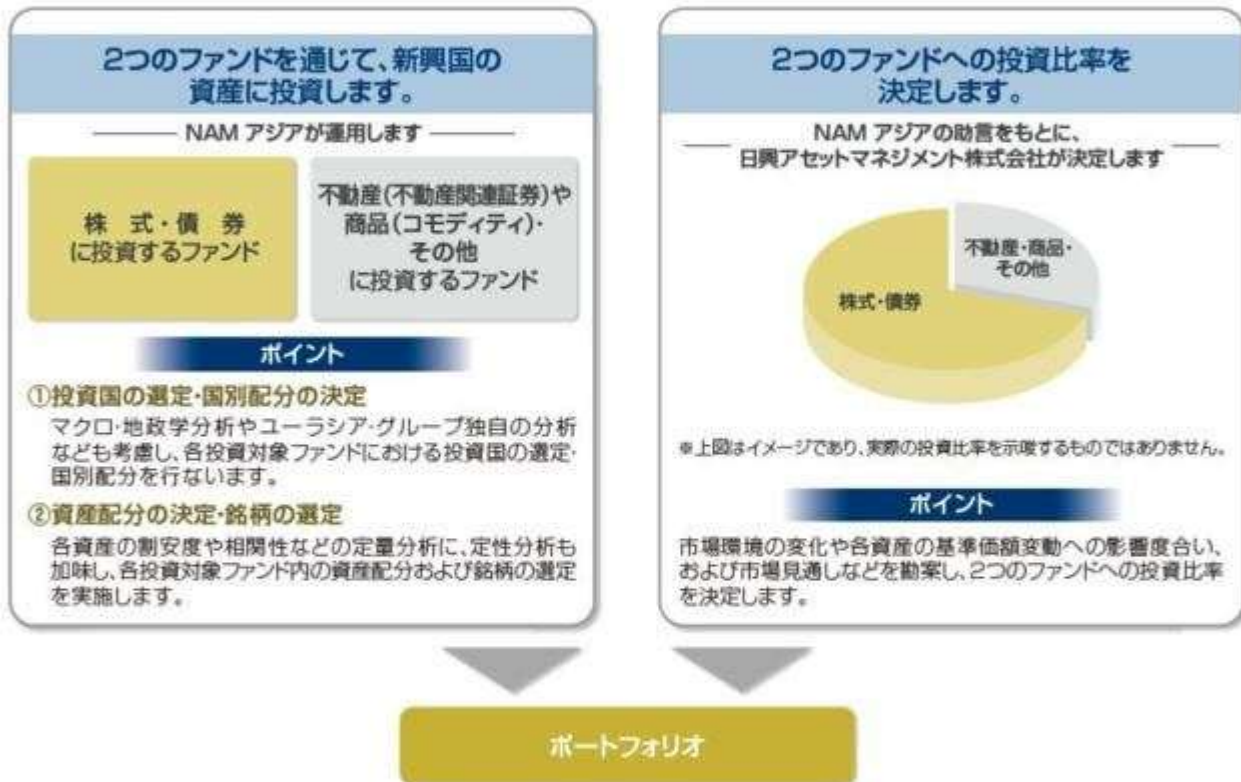 2つのファンドを通じて、新興国の
資産に投資します。
NAM アジアが運用します
株 式・債 券
に投資するファンド
不動産(不動産関連証券)や
商品(コモディティ)・
その他
に投資するファンド
ポイント
①投資国の選定・国別配分の決定
マクロ・地政学分析やユーラシア・グループ独自の分析
なども考慮し、各投資対象ファンドにおける投資国の選定・
国別配分を行ないます。
②資産配分の決定・銘柄の選定
各資産の割安度や相関性などの定量分析に、定性分析も
加味し、各投資対象ファンド内の資産配分および銘柄の選定
を実施します。
2つのファンドへの投資比率を
決定します。
NAM アジアの助言をもとに、
日興アセットマネジメント株式会社が決定します
不動産・商品・
その他
株式・債券
※上図はイメージであり、実際の投資比率を示唆するものではありません。
ポイント
市場環境の変化や各資産の基準価額変動への影響度合い、
および市場見通しなどを勘案し、2つのファンドへの投資比率
を決定します。
ポートフォリオ